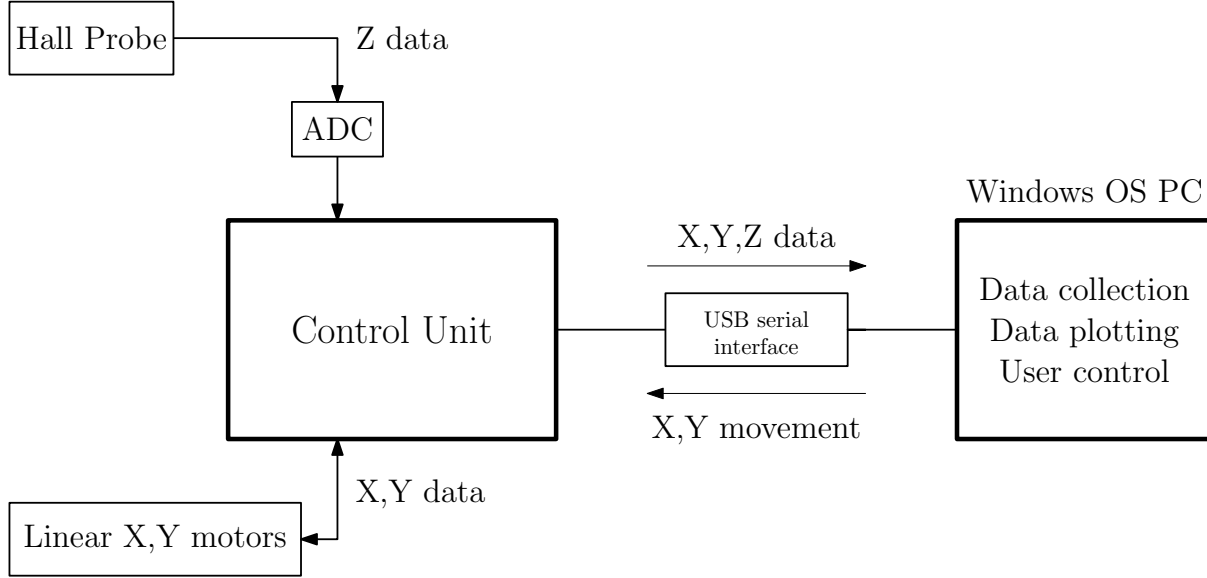 Hall Probe
Z data
ADC
Windows OS PC
X,Y,Z data
Control Unit
USB serial
interface
Data collection
Data plotting
User control
X,Y movement
X,Y data
Linear X,Y motors